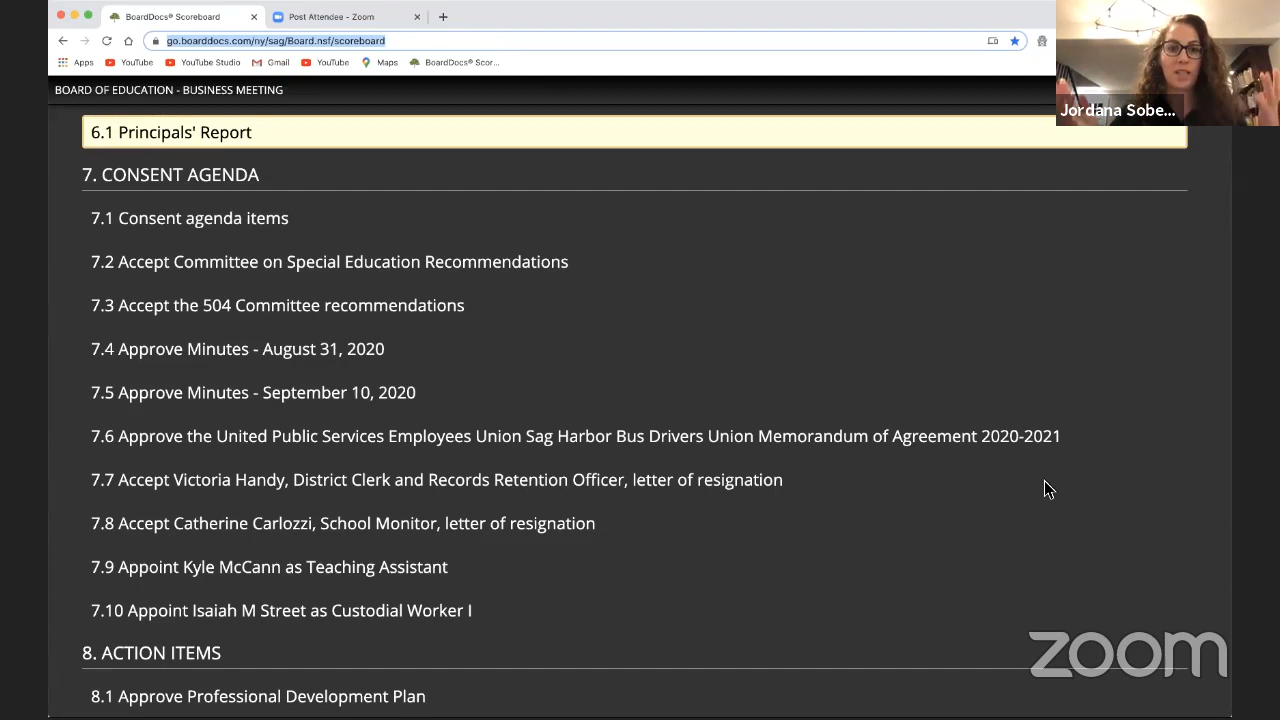 BoardDocs® Scoreboard
Post Attendee - Zoom
go.boarddocs.com/ny/sag/Board.nsf/scoreboard
Apps YouTube YouTube Studio Gmail YouTube Maps BoardDocs® Scor...
BOARD OF EDUCATION - BUSINESS MEETING
Jordana Sobe...
6.1 Principals' Report
7. CONSENT AGENDA
7.1 Consent agenda items
7.2 Accept Committee on Special Education Recommendations
7.3 Accept the 504 Committee recommendations
7.4 Approve Minutes - August 31, 2020
7.5 Approve Minutes - September 10, 2020
7.6 Approve the United Public Services Employees Union Sag Harbor Bus Drivers Union Memorandum of Agreement 2020-2021
7.7 Accept Victoria Handy, District Clerk and Records Retention Officer, letter of resignation
7.8 Accept Catherine Carlozzi, School Monitor, letter of resignation
7.9 Appoint Kyle McCann as Teaching Assistant
7.10 Appoint Isaiah M Street as Custodial Worker I
8. ACTION ITEMS
8.1 Approve Professional Development Plan
zoom